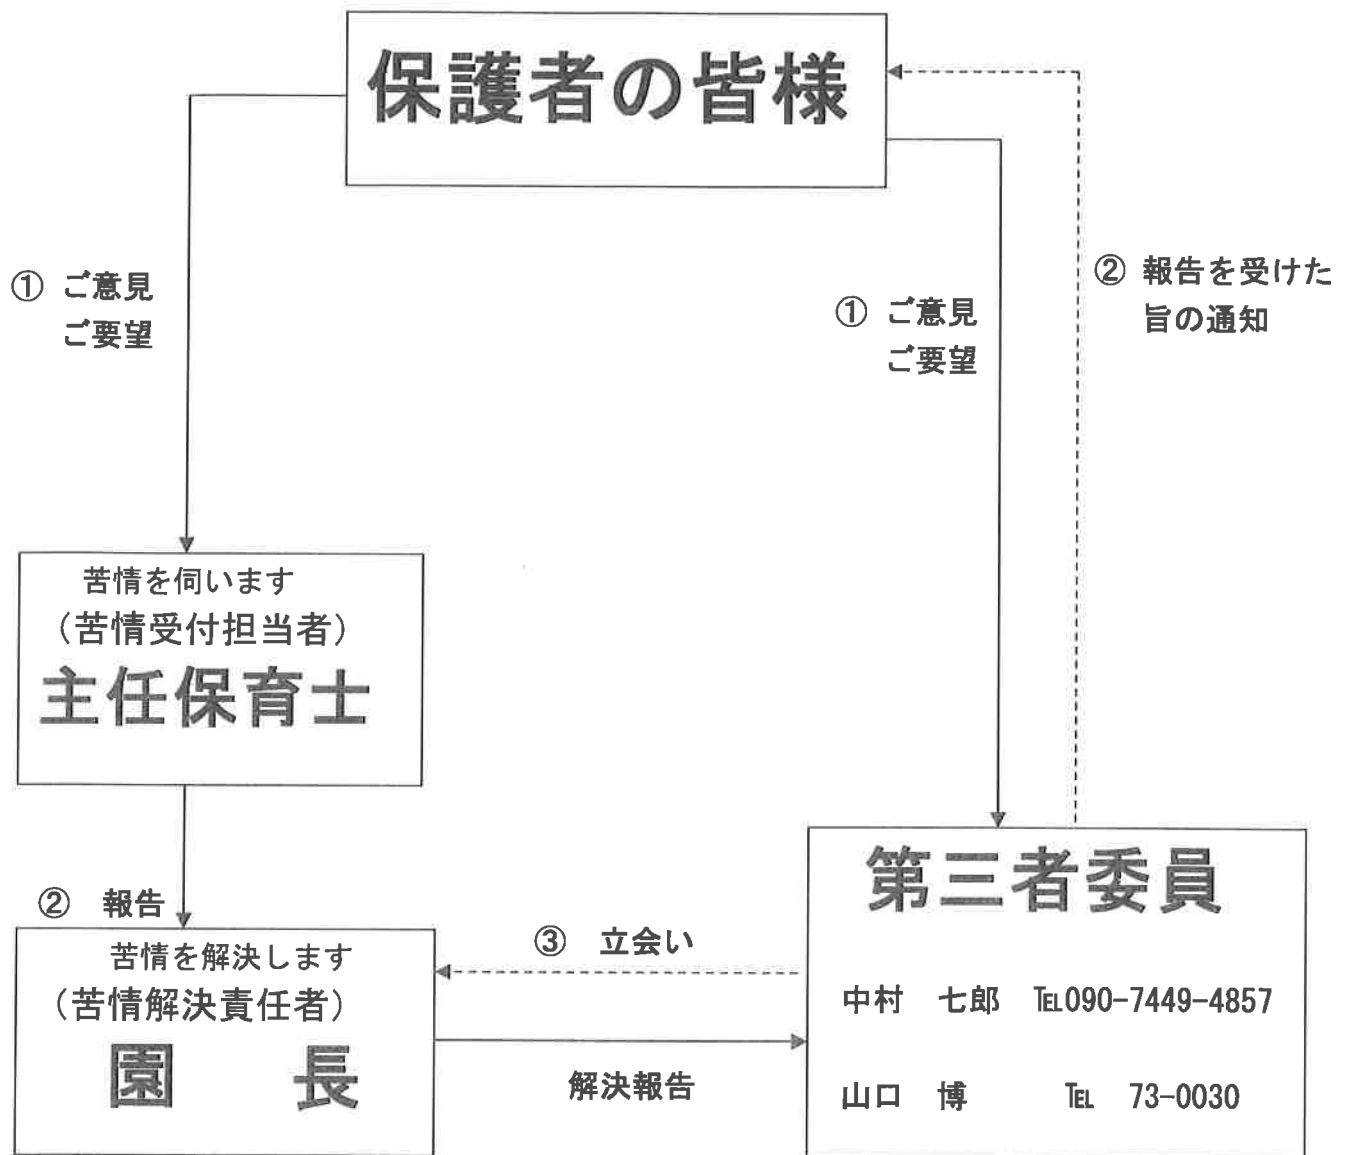 保護者の皆様
① ご意見
ご要望
① ご意見
ご要望
② 報告を受けた
旨の通知
苦情を伺います
(苦情受付担当者)
主任保育士
② 報告
苦情を解決します
(苦情解決責任者)
園 長
③ 立会い
解決報告
第三者委員
中村 七郎 ℡090-7449-4857
山口 博 ℡ 73-0030